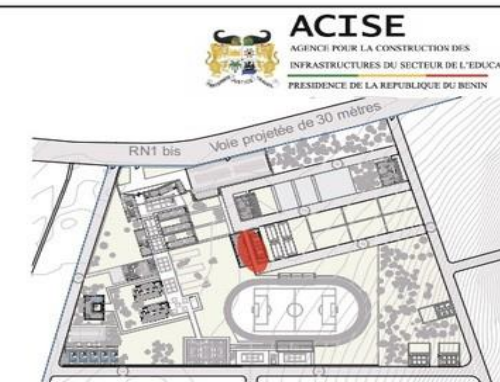 ACISE
AGENCE POUR LA CONSTRUCTION DES
INFRASTRUCTURES DU SECTEUR DE L'EDUCA
PRESIDENCE DE LA REPUBLIQUE DU BENIN
RN1 bis
Voie projetée de 30 mètres